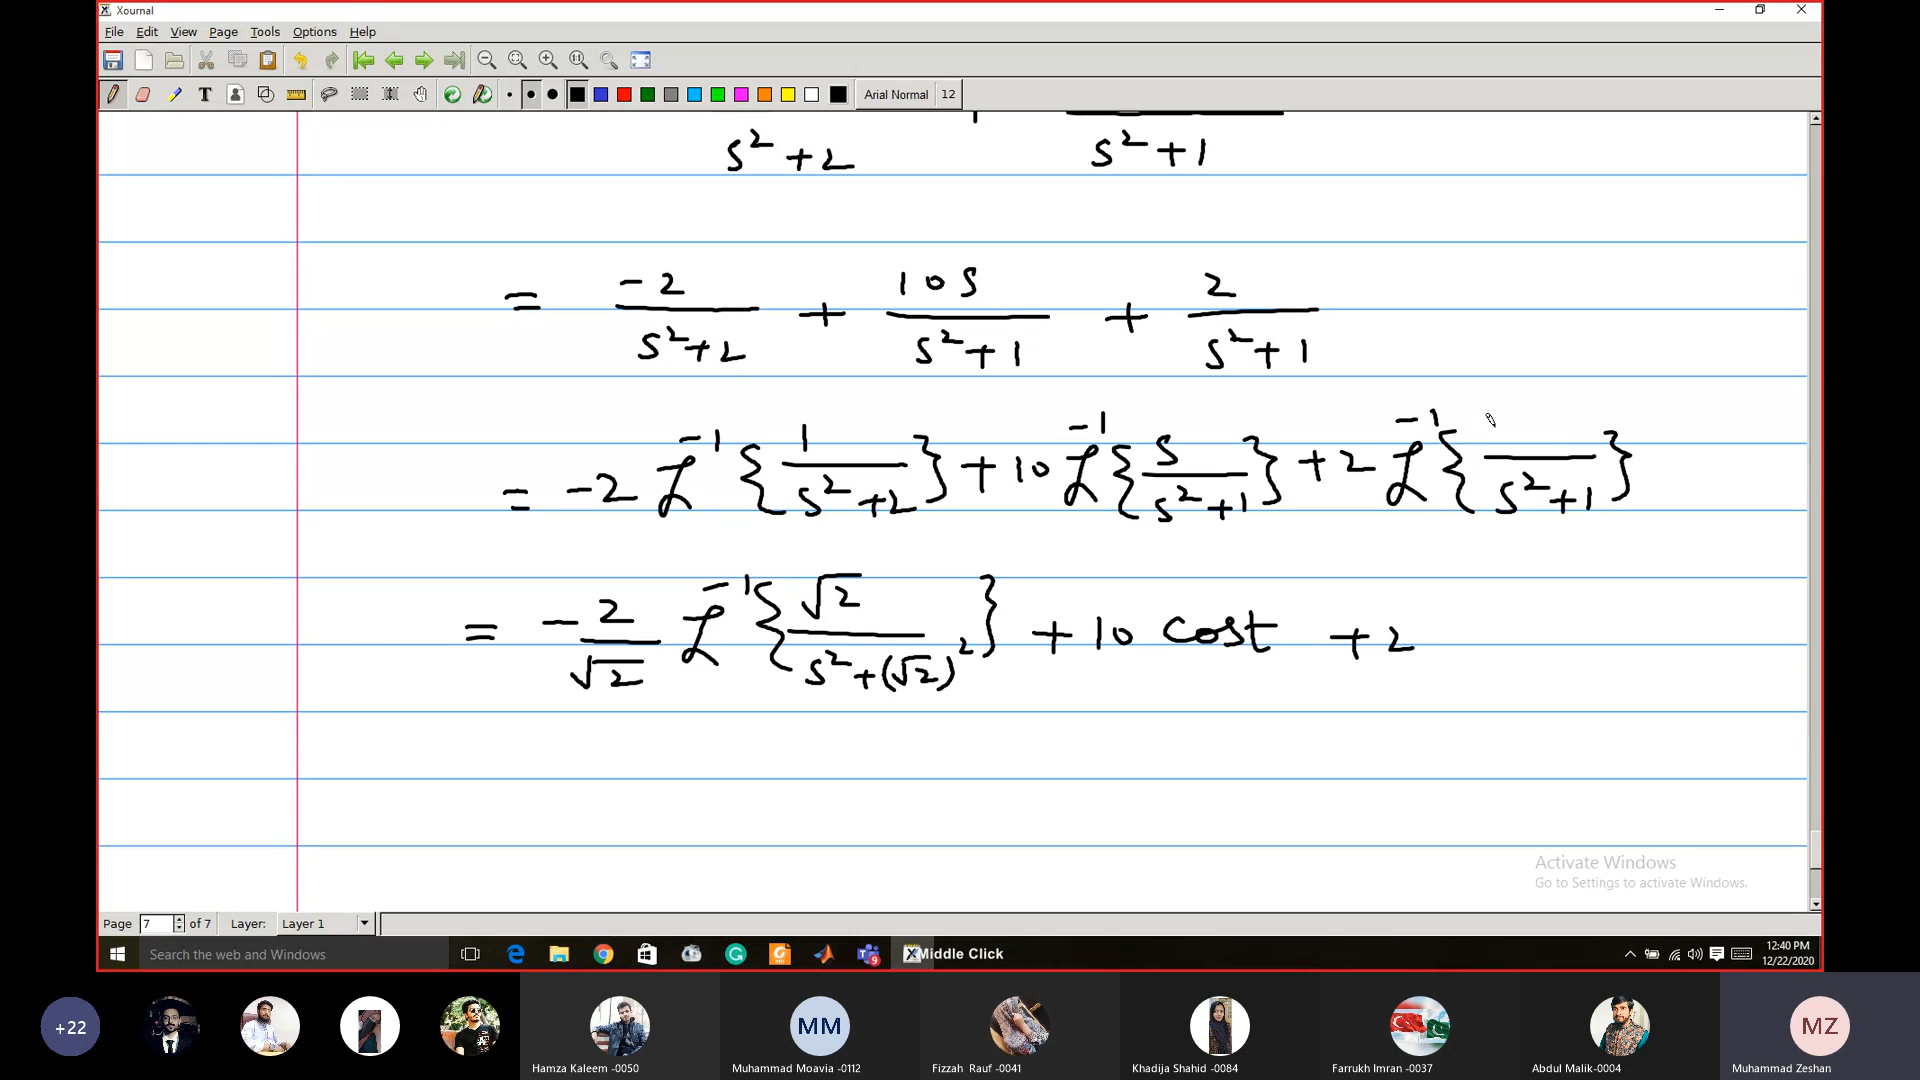 Xournal
File Edit View Page Tools Options Help
Arial Normal 12
s² + 2 s² + 1
= -2/(s²+2) + 10s/(s²+1) + 2/(s²+1)
= -2 ℒ⁻¹{1/(s²+2)} + 10 ℒ⁻¹{s/(s²+1)} + 2 ℒ⁻¹{ /(s²+1)}
= -2/√2 ℒ⁻¹{√2/(s²+(√2)²)} + 10 cost + 2
Activate Windows
Go to Settings to activate Windows.
Page 7 of 7 Layer: Layer 1
Search the web and Windows
9
Middle Click
12:40 PM
12/22/2020
+22
MM
MZ
Hamza Kaleem -0050
Muhammad Moavia -0112
Fizzah Rauf -0041
Khadija Shahid -0084
Farrukh Imran -0037
Abdul Malik-0004
Muhammad Zeshan